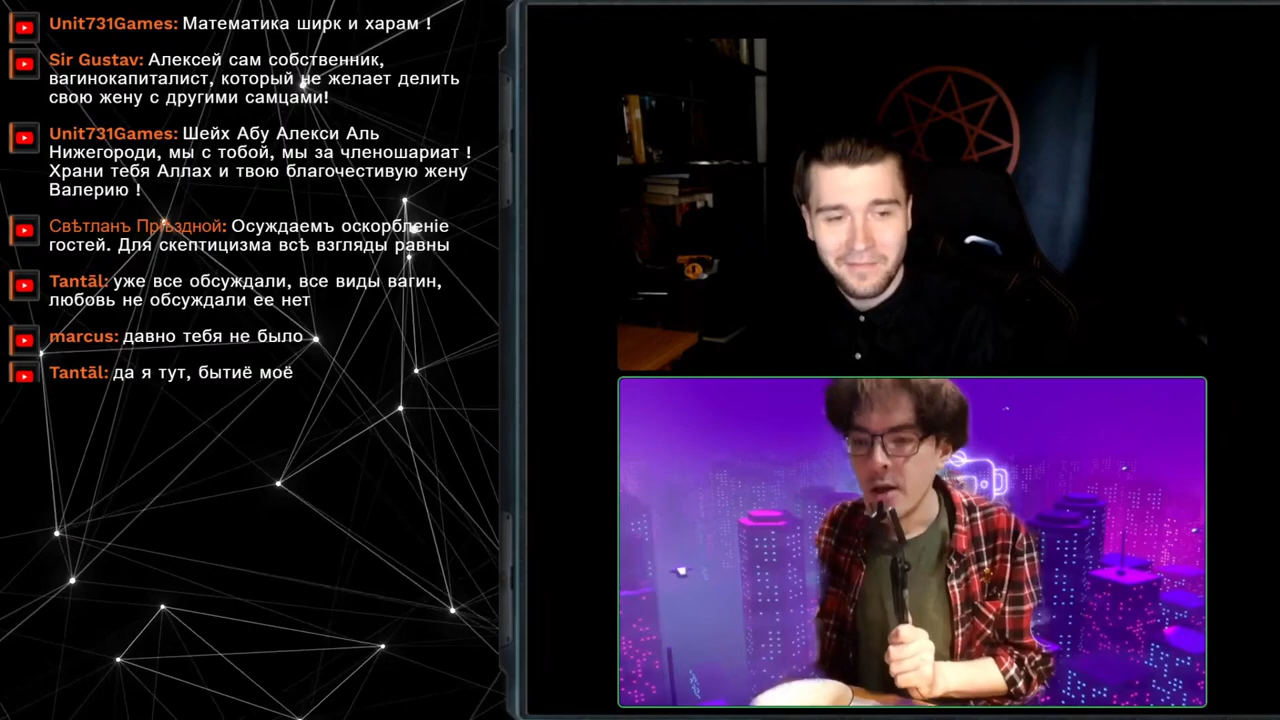 Unit731Games: Математика ширк и харам !
Sir Gustav: Алексей сам собственник,
вагинокапиталист, который не желает делить
свою жену с другими самцами!
Unit731Games: Шейх Абу Алекси Аль
Нижегороди, мы с тобой, мы за членошариат !
Храни тебя Аллах и твою благочестивую жену
Валерию !
Свѣтланъ Прѣздной: Осуждаемъ оскорбленіе
гостей. Для скептицизма всѣ взгляды равны
Tantāl: уже все обсуждали, все виды вагин,
любовь не обсуждали ее нет
marcus: давно тебя не было
Tantāl: да я тут, бытиё моё